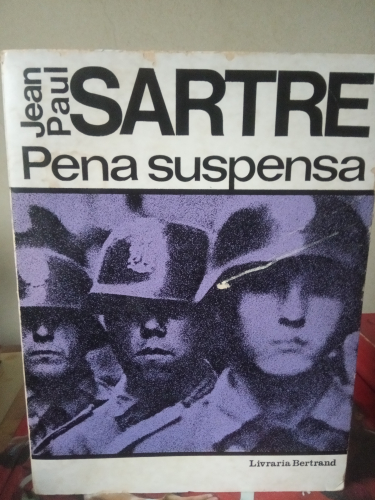 Jean
Paul
SARTRE
Pena suspensa
Livraria Bertrand